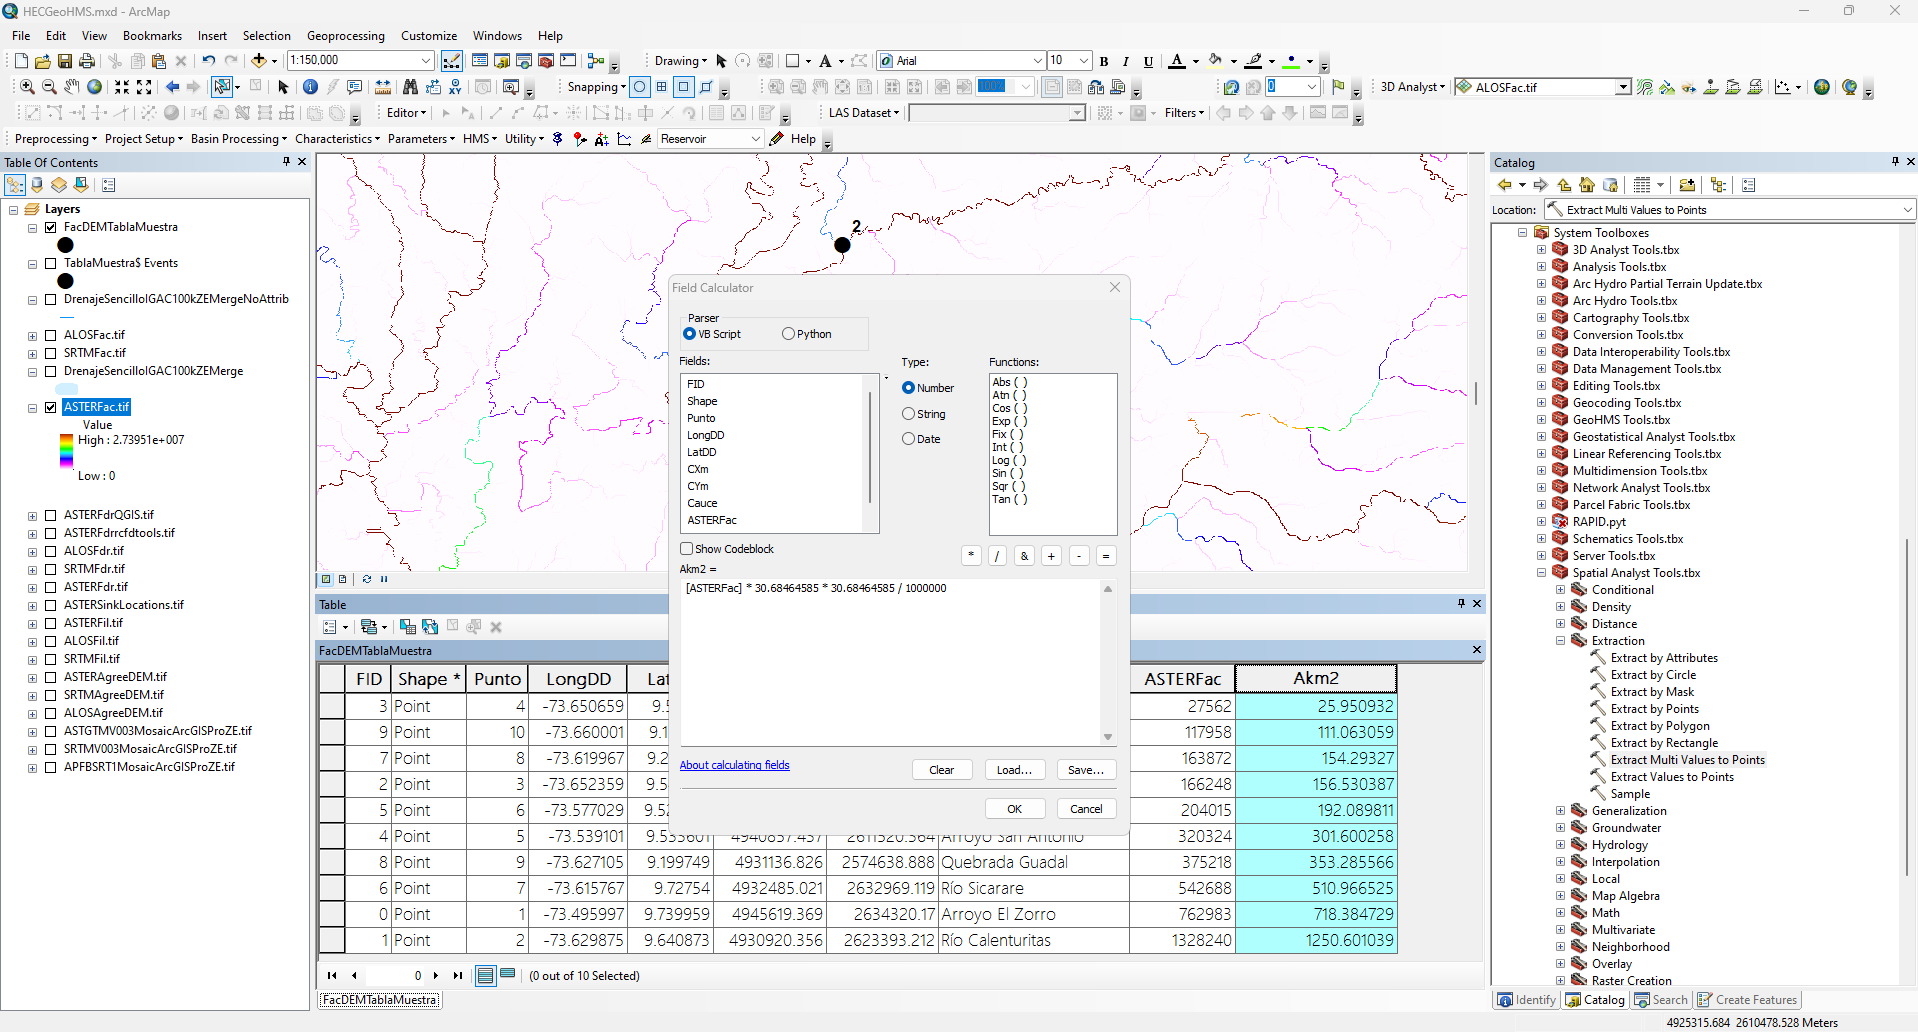 HECGeoHMS.mxd - ArcMap
File Edit View Bookmarks Insert Selection Geoprocessing Customize Windows Help
1:150,000 Drawing Arial 10 B I U A
Snapping 100% 0 3D Analyst ALOSFac.tif
Editor LAS Dataset Filters
Preprocessing Project Setup Basin Processing Characteristics Parameters HMS Utility Reservoir Help
Table Of Contents
Layers
FacDEMTablaMuestra
TablaMuestra$ Events
DrenajeSencilloIGAC100kZEMergeNoAttrib
ALOSFac.tif
SRTMFac.tif
DrenajeSencilloIGAC100kZEMerge
ASTERFac.tif
Value
High : 2.73951e+007
Low : 0
ASTERFdrQGIS.tif
ASTERFdrrcfdtools.tif
ALOSFdr.tif
SRTMFdr.tif
ASTERFdr.tif
ASTERSinkLocations.tif
ASTERFil.tif
ALOSFil.tif
SRTMFil.tif
ASTERAgreeDEM.tif
SRTMAgreeDEM.tif
ALOSAgreeDEM.tif
ASTGTMV003MosaicArcGISProZE.tif
SRTMV003MosaicArcGISProZE.tif
APFBSRT1MosaicArcGISProZE.tif
2
Field Calculator
Parser
VB Script Python
Fields: Type: Functions:
FID
Shape
Punto
LongDD
LatDD
CXm
CYm
Cauce
ASTERFac
Number
String
Date
Abs ( )
Atn ( )
Cos ( )
Exp ( )
Fix ( )
Int ( )
Log ( )
Sin ( )
Sqr ( )
Tan ( )
Show Codeblock * / & + - =
Akm2 =
[ASTERFac] * 30.68464585 * 30.68464585 / 1000000
About calculating fields Clear Load... Save...
OK Cancel
Table
FacDEMTablaMuestra
FID Shape * Punto LongDD ASTERFac Akm2
3 Point 4 -73.650659 27562 25.950932
9 Point 10 -73.660001 117958 111.063059
7 Point 8 -73.619967 163872 154.29327
2 Point 3 -73.652359 166248 156.530387
5 Point 6 -73.577029 204015 192.089811
4 Point 5 -73.539101 9.533601 4940857.437 2611520.364 Arroyo San Antonio 320324 301.600258
8 Point 9 -73.627105 9.199749 4931136.826 2574638.888 Quebrada Guadal 375218 353.285566
6 Point 7 -73.615767 9.72754 4932485.021 2632969.119 Río Sicarare 542688 510.966525
0 Point 1 -73.495997 9.739959 4945619.369 2634320.17 Arroyo El Zorro 762983 718.384729
1 Point 2 -73.629875 9.640873 4930920.356 2623393.212 Río Calenturitas 1328240 1250.601039
0 (0 out of 10 Selected)
FacDEMTablaMuestra
Catalog
Location: Extract Multi Values to Points
System Toolboxes
3D Analyst Tools.tbx
Analysis Tools.tbx
Arc Hydro Partial Terrain Update.tbx
Arc Hydro Tools.tbx
Cartography Tools.tbx
Conversion Tools.tbx
Data Interoperability Tools.tbx
Data Management Tools.tbx
Editing Tools.tbx
Geocoding Tools.tbx
GeoHMS Tools.tbx
Geostatistical Analyst Tools.tbx
Linear Referencing Tools.tbx
Multidimension Tools.tbx
Network Analyst Tools.tbx
Parcel Fabric Tools.tbx
RAPID.pyt
Schematics Tools.tbx
Server Tools.tbx
Spatial Analyst Tools.tbx
Conditional
Density
Distance
Extraction
Extract by Attributes
Extract by Circle
Extract by Mask
Extract by Points
Extract by Polygon
Extract by Rectangle
Extract Multi Values to Points
Extract Values to Points
Sample
Generalization
Groundwater
Hydrology
Interpolation
Local
Map Algebra
Math
Multivariate
Neighborhood
Overlay
Raster Creation
Identify Catalog Search Create Features
4925315.684 2610478.528 Meters